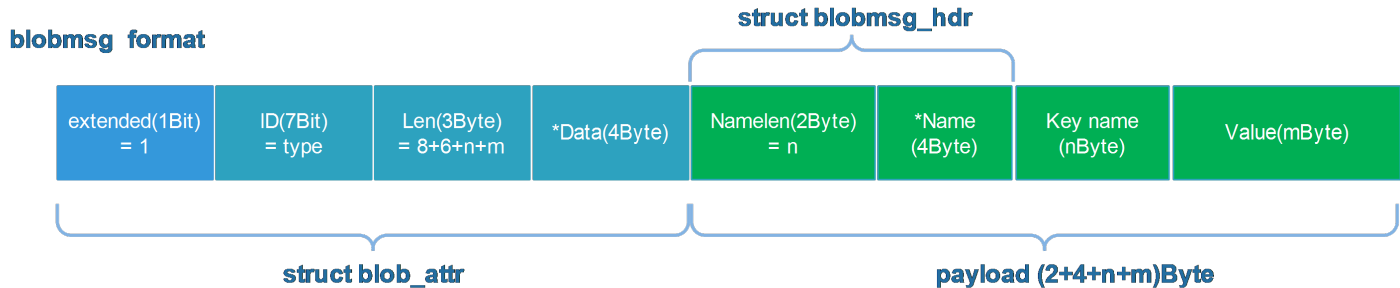 struct blobmsg_hdr
blobmsg format
extended(1Bit)
= 1
ID(7Bit)
= type
Len(3Byte)
= 8+6+n+m
*Data(4Byte)
Namelen(2Byte)
= n
*Name
(4Byte)
Key name
(nByte)
Value(mByte)
struct blob_attr
payload (2+4+n+m)Byte